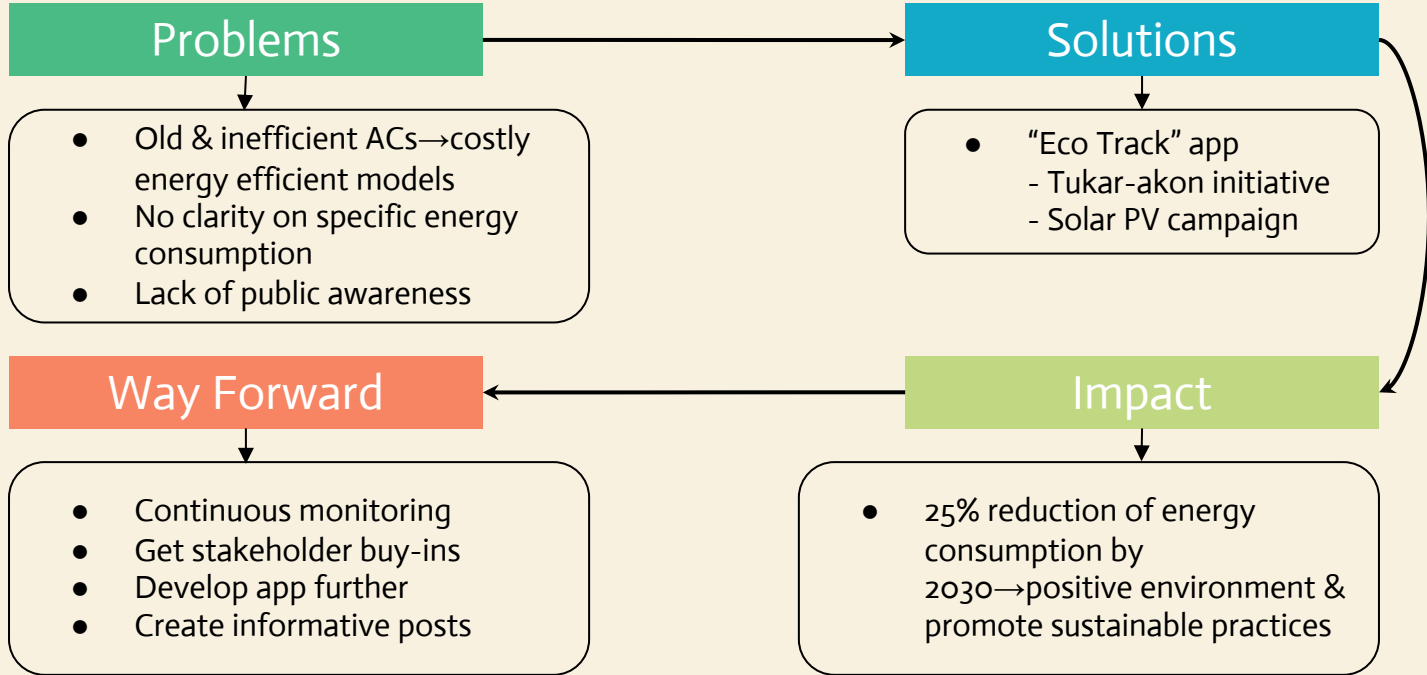 Problems
● Old & inefficient ACs→costly
energy efficient models
● No clarity on specific energy
consumption
● Lack of public awareness
Solutions
● “Eco Track” app
- Tukar-akon initiative
- Solar PV campaign
Impact
● 25% reduction of energy
consumption by
2030→positive environment &
promote sustainable practices
Way Forward
● Continuous monitoring
● Get stakeholder buy-ins
● Develop app further
● Create informative posts